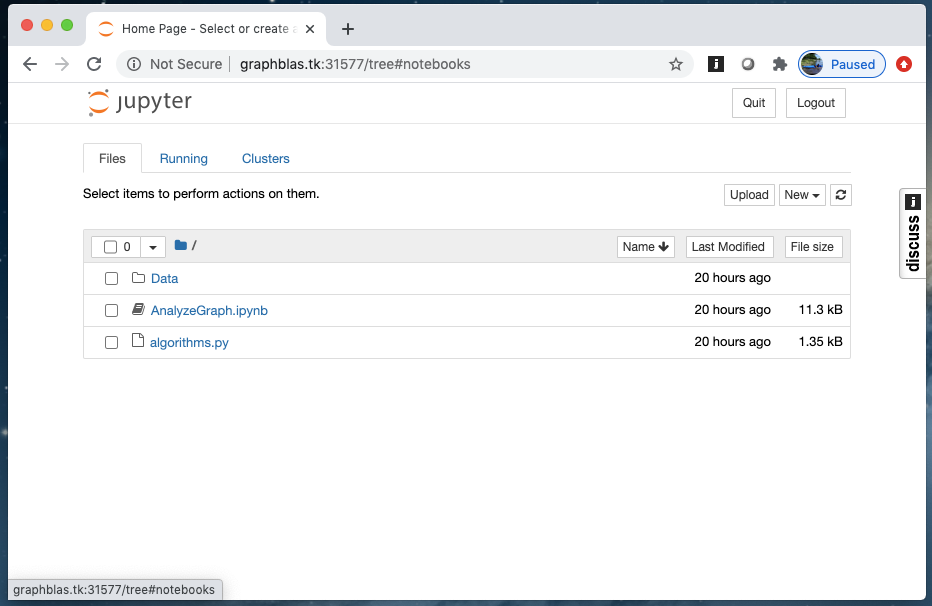 Home Page - Select or create a
Not Secure graphblas.tk:31577/tree#notebooks Paused
jupyter Quit Logout
Files Running Clusters
Select items to perform actions on them. Upload New
0 / Name Last Modified File size
Data 20 hours ago
AnalyzeGraph.ipynb 20 hours ago 11.3 kB
algorithms.py 20 hours ago 1.35 kB
discuss
graphblas.tk:31577/tree#notebooks